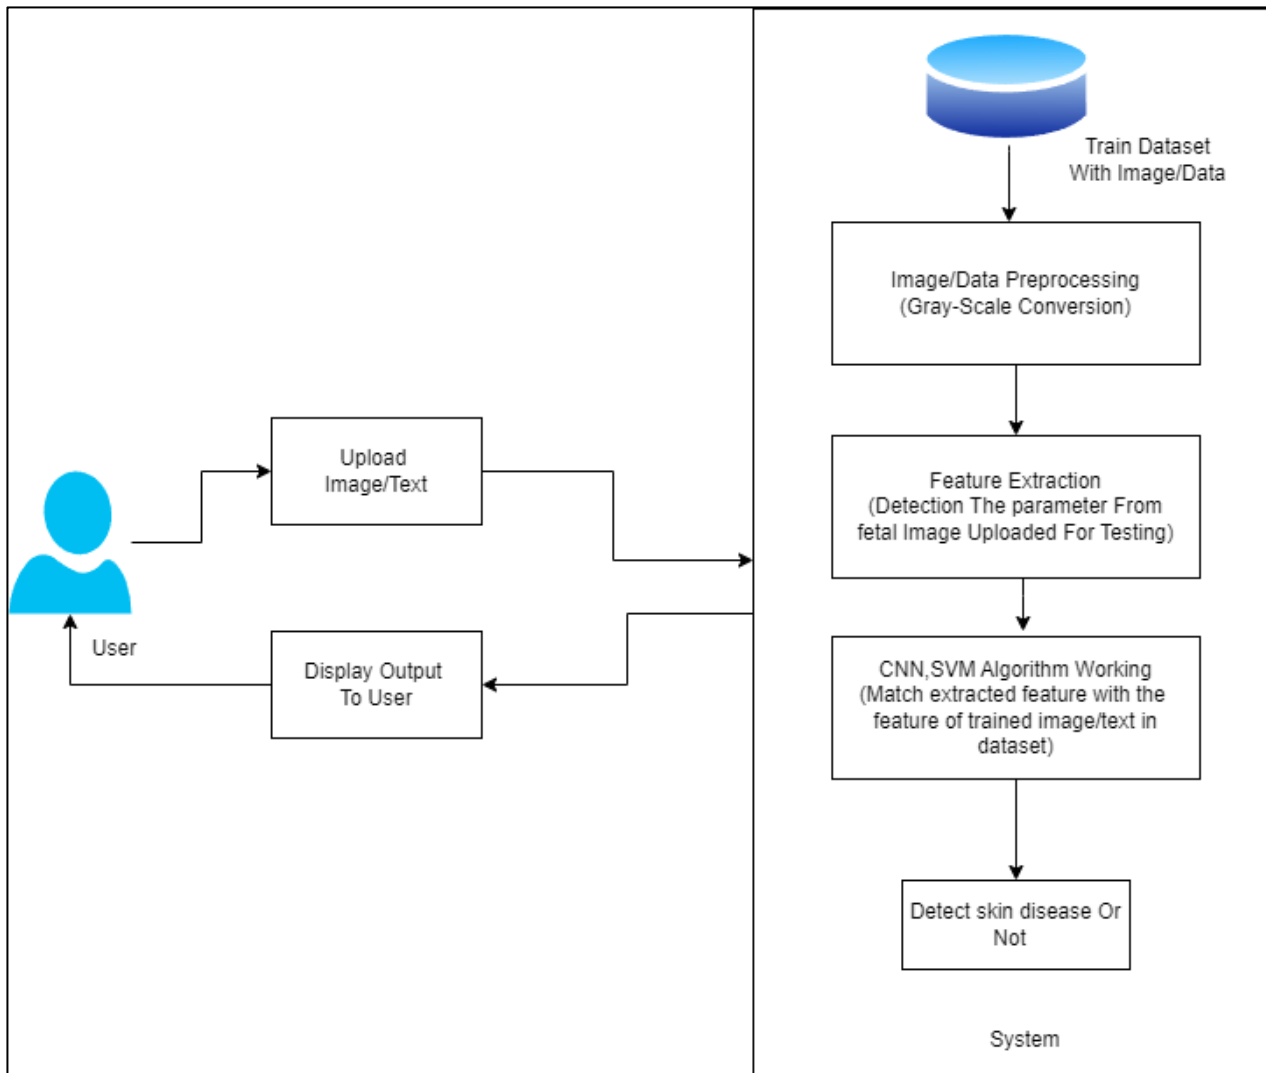 Train Dataset
With Image/Data
Image/Data Preprocessing
(Gray-Scale Conversion)
Feature Extraction
(Detection The parameter From
fetal Image Uploaded For Testing)
CNN,SVM Algorithm Working
(Match extracted feature with the
feature of trained image/text in
dataset)
Detect skin disease Or
Not
System
Upload
Image/Text
User
Display Output
To User